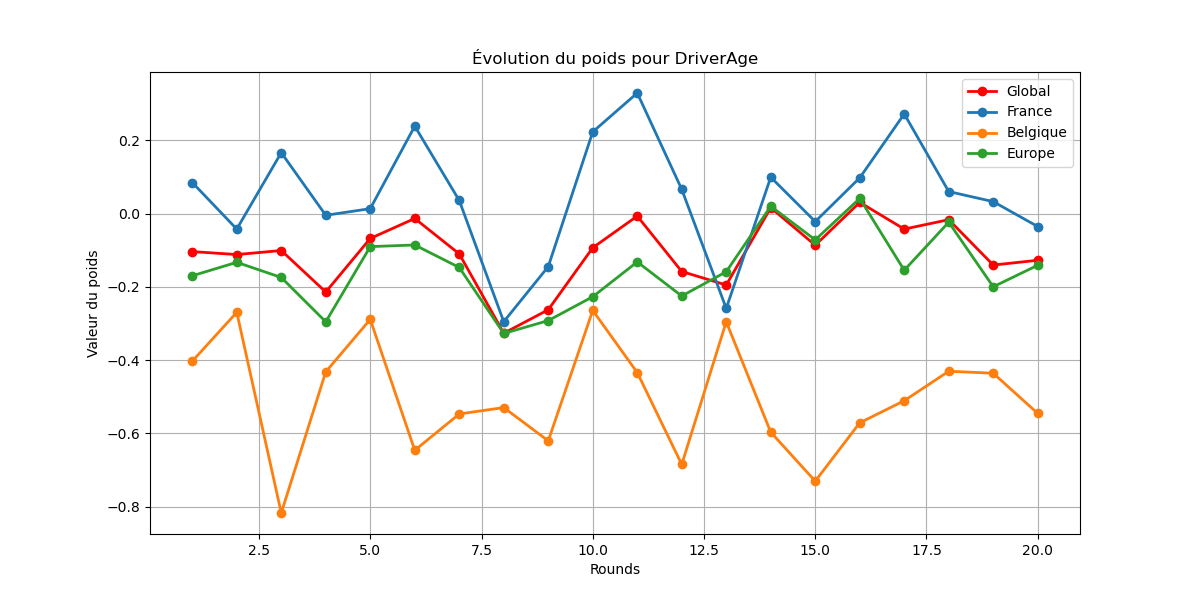 Évolution du poids pour DriverAge
Global
France
Belgique
Europe
Valeur du poids
0.2
0.0
−0.2
−0.4
−0.6
−0.8
2.5 5.0 7.5 10.0 12.5 15.0 17.5 20.0
Rounds